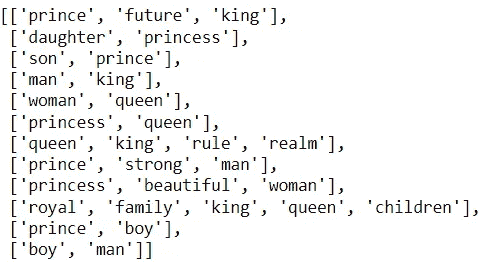 [['prince', 'future', 'king'],
['daughter', 'princess'],
['son', 'prince'],
['man', 'king'],
['woman', 'queen'],
['princess', 'queen'],
['queen', 'king', 'rule', 'realm'],
['prince', 'strong', 'man'],
['princess', 'beautiful', 'woman'],
['royal', 'family', 'king', 'queen', 'children'],
['prince', 'boy'],
['boy', 'man']]